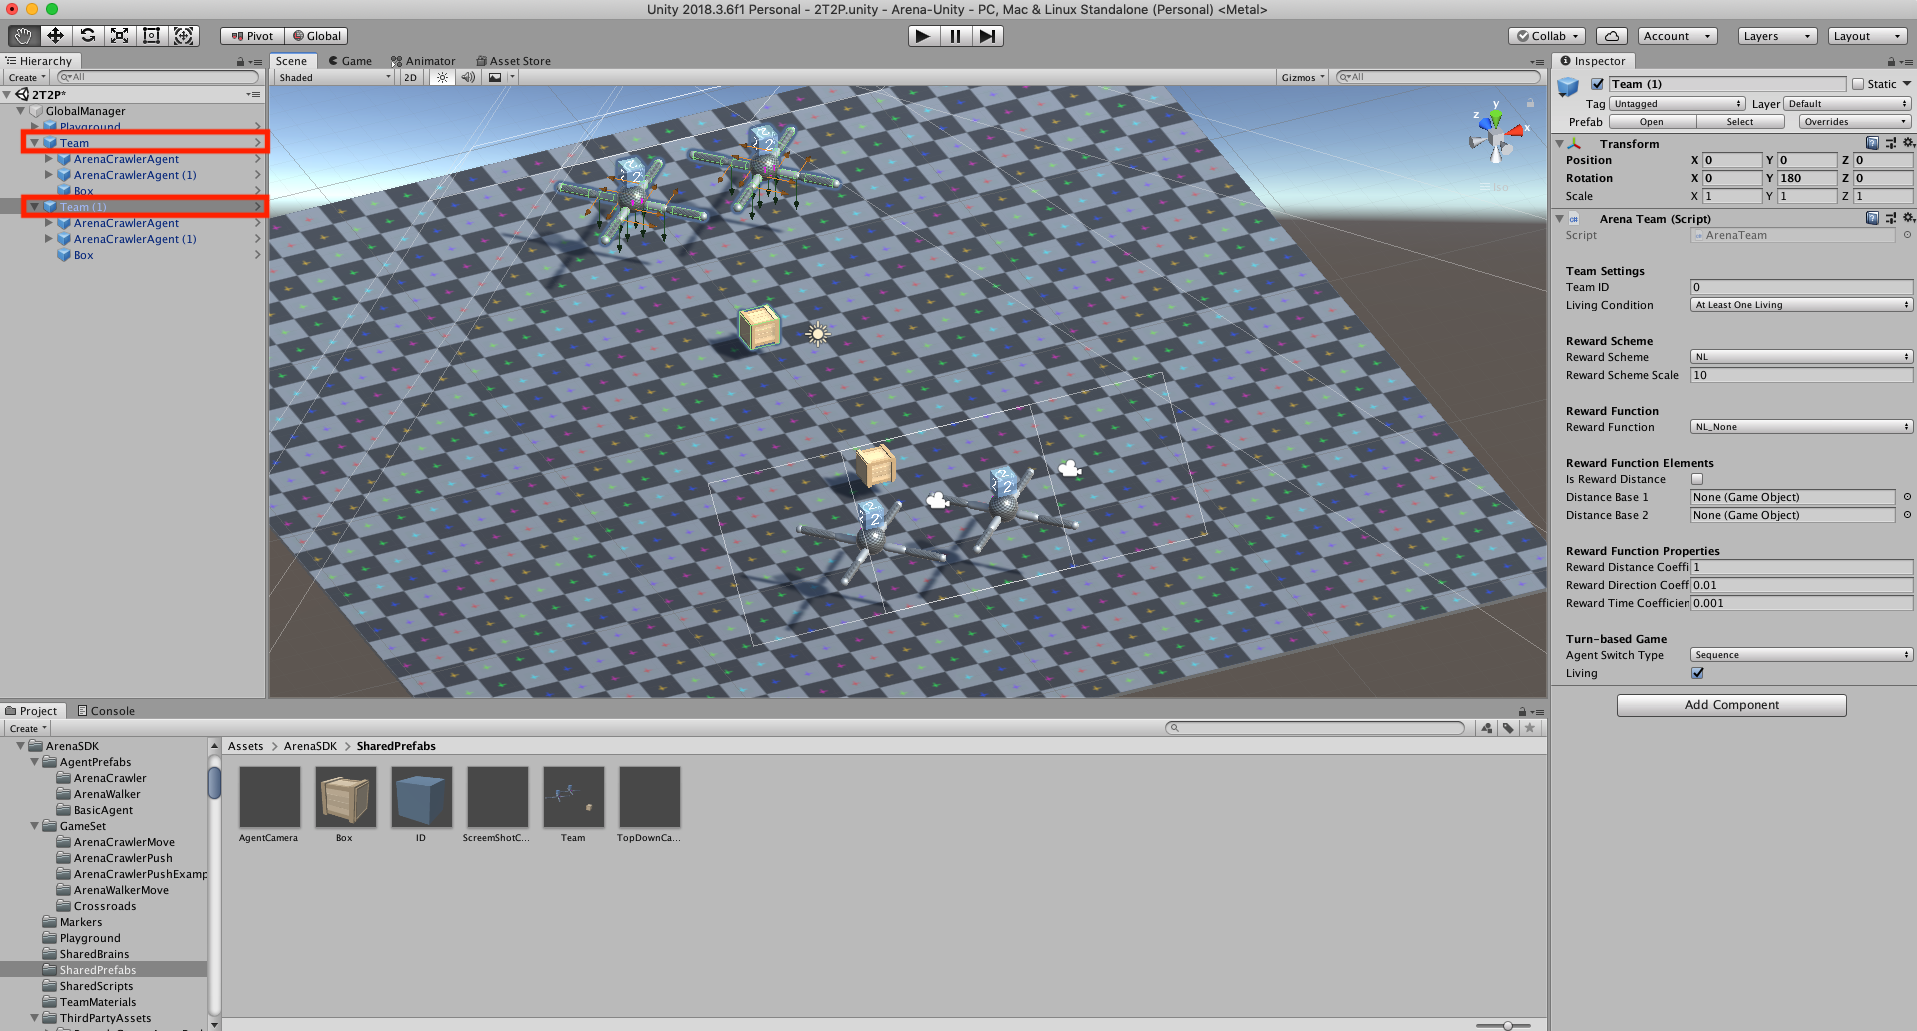 Unity 2018.3.6f1 Personal - 2T2P.unity - Arena-Unity - PC, Mac & Linux Standalone (Personal) <Metal>
Pivot Global Collab Account Layers Layout
Hierarchy
Create All
2T2P*
GlobalManager
Playground
Team
ArenaCrawlerAgent
ArenaCrawlerAgent (1)
Box
Team (1)
ArenaCrawlerAgent
ArenaCrawlerAgent (1)
Box
Scene Game Animator Asset Store
Shaded 2D Gizmos All
y
z
x
Iso
2
2
2
2
Inspector
Team (1) Static
Tag Untagged Layer Default
Prefab Open Select Overrides
Transform
Position X 0 Y 0 Z 0
Rotation X 0 Y 180 Z 0
Scale X 1 Y 1 Z 1
Arena Team (Script)
Script ArenaTeam
Team Settings
Team ID 0
Living Condition At Least One Living
Reward Scheme
Reward Scheme NL
Reward Scheme Scale 10
Reward Function
Reward Function NL_None
Reward Function Elements
Is Reward Distance
Distance Base 1 None (Game Object)
Distance Base 2 None (Game Object)
Reward Function Properties
Reward Distance Coeffi 1
Reward Direction Coeff 0.01
Reward Time Coefficier 0.001
Turn-based Game
Agent Switch Type Sequence
Living
Add Component
Project Console
Create
ArenaSDK
AgentPrefabs
ArenaCrawler
ArenaWalker
BasicAgent
GameSet
ArenaCrawlerMove
ArenaCrawlerPush
ArenaCrawlerPushExamp
ArenaWalkerMove
Crossroads
Markers
Playground
SharedBrains
SharedPrefabs
SharedScripts
TeamMaterials
ThirdPartyAssets
Assets > ArenaSDK > SharedPrefabs
AgentCamera Box ID ScreemShotC... Team TopDownCa...